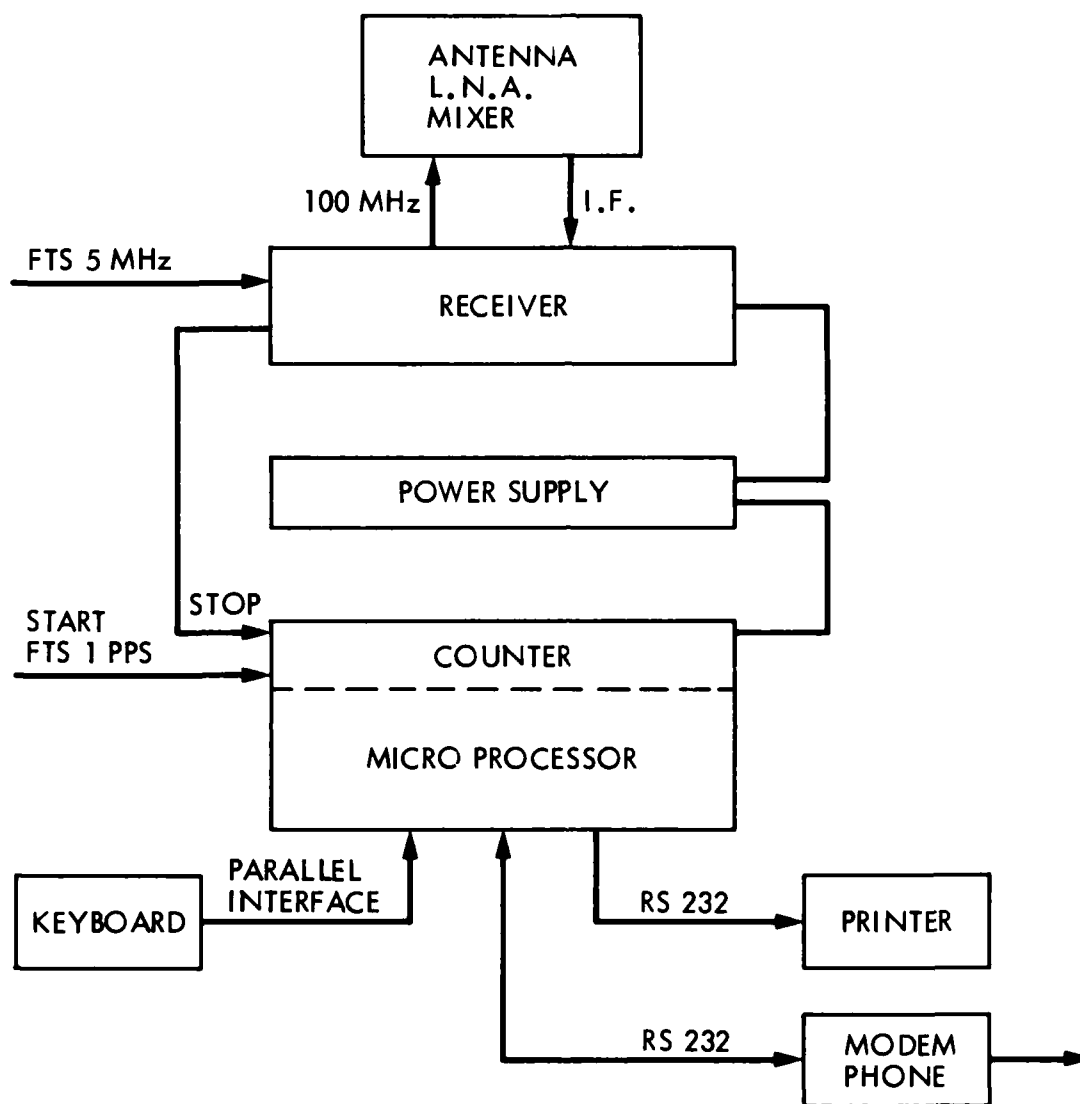 ANTENNA
L.N.A.
MIXER
100 MHz
I.F.
FTS 5 MHz
RECEIVER
POWER SUPPLY
STOP
START
FTS 1 PPS
COUNTER
MICRO PROCESSOR
PARALLEL
INTERFACE
KEYBOARD
RS 232
PRINTER
RS 232
MODEM
PHONE